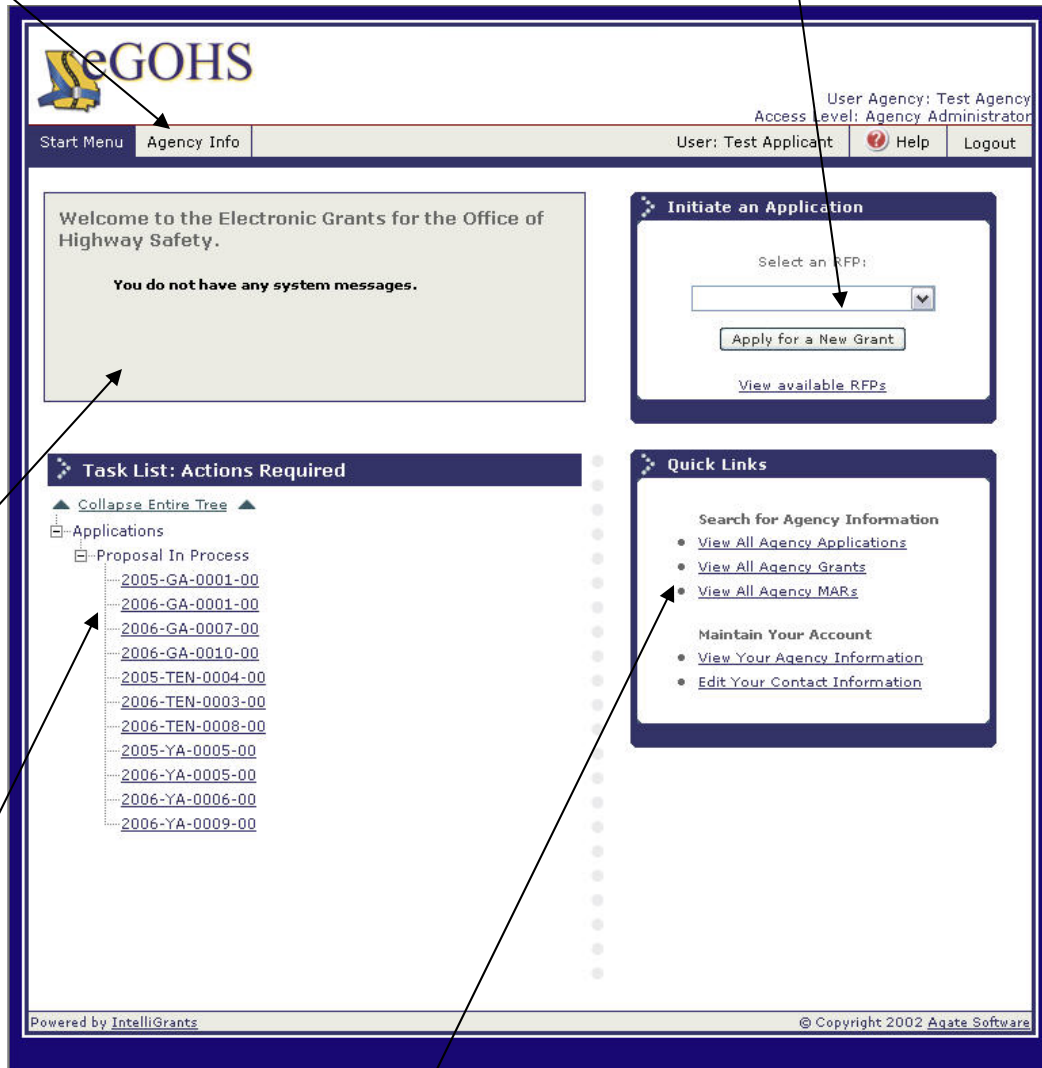 eGOHS
User Agency: Test Agency
Access Level: Agency Administrator
Start Menu Agency Info User: Test Applicant Help Logout
Welcome to the Electronic Grants for the Office of
Highway Safety.
You do not have any system messages.
Initiate an Application
Select an RFP:
Apply for a New Grant
View available RFPs
Task List: Actions Required
Collapse Entire Tree
Applications
Proposal In Process
2005-GA-0001-00
2006-GA-0001-00
2006-GA-0007-00
2006-GA-0010-00
2005-TEN-0004-00
2006-TEN-0003-00
2006-TEN-0008-00
2005-YA-0005-00
2006-YA-0005-00
2006-YA-0006-00
2006-YA-0009-00
Quick Links
Search for Agency Information
View All Agency Applications
View All Agency Grants
View All Agency MARs
Maintain Your Account
View Your Agency Information
Edit Your Contact Information
Powered by IntelliGrants © Copyright 2002 Agate Software